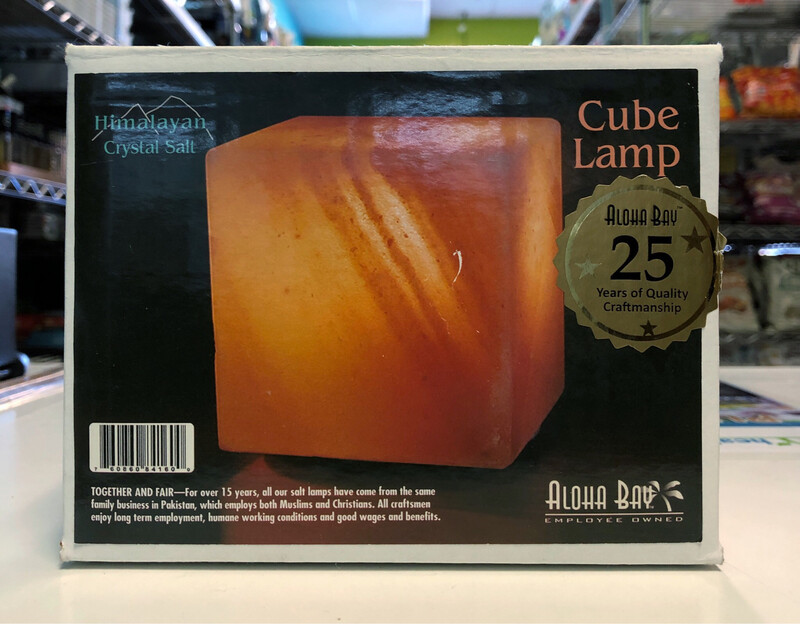 Himalayan
Crystal Salt
Cube
Lamp
ALOHA BAY™
25
Years of Quality
Craftmanship
TOGETHER AND FAIR—For over 15 years, all our salt lamps have come from the same
family business in Pakistan, which employs both Muslims and Christians. All craftsmen
enjoy long term employment, humane working conditions and good wages and benefits.
ALOHA BAY
EMPLOYEE OWNED